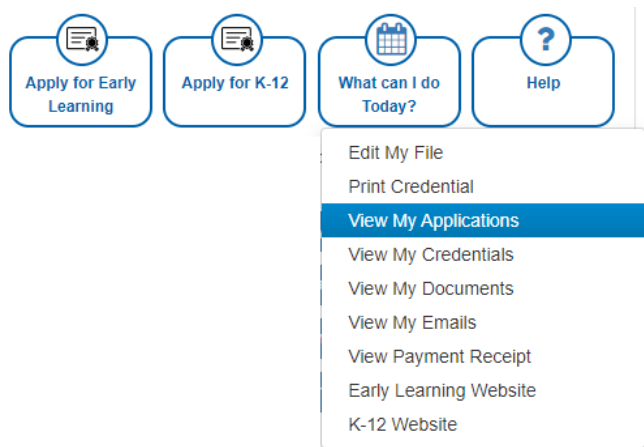 ?
Apply for Early
Learning
Apply for K-12
What can I do
Today?
Help
Edit My File
Print Credential
View My Applications
View My Credentials
View My Documents
View My Emails
View Payment Receipt
Early Learning Website
K-12 Website